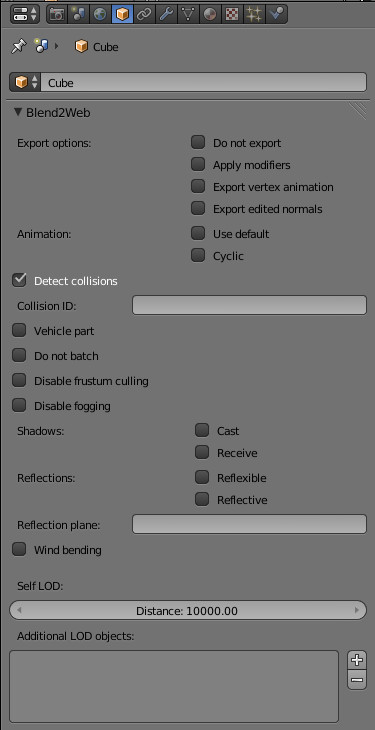 Cube
Cube
Blend2Web
Export options:
Do not export
Apply modifiers
Export vertex animation
Export edited normals
Animation:
Use default
Cyclic
Detect collisions
Collision ID:
Vehicle part
Do not batch
Disable frustum culling
Disable fogging
Shadows:
Cast
Receive
Reflections:
Reflexible
Reflective
Reflection plane:
Wind bending
Self LOD:
Distance: 10000.00
Additional LOD objects: